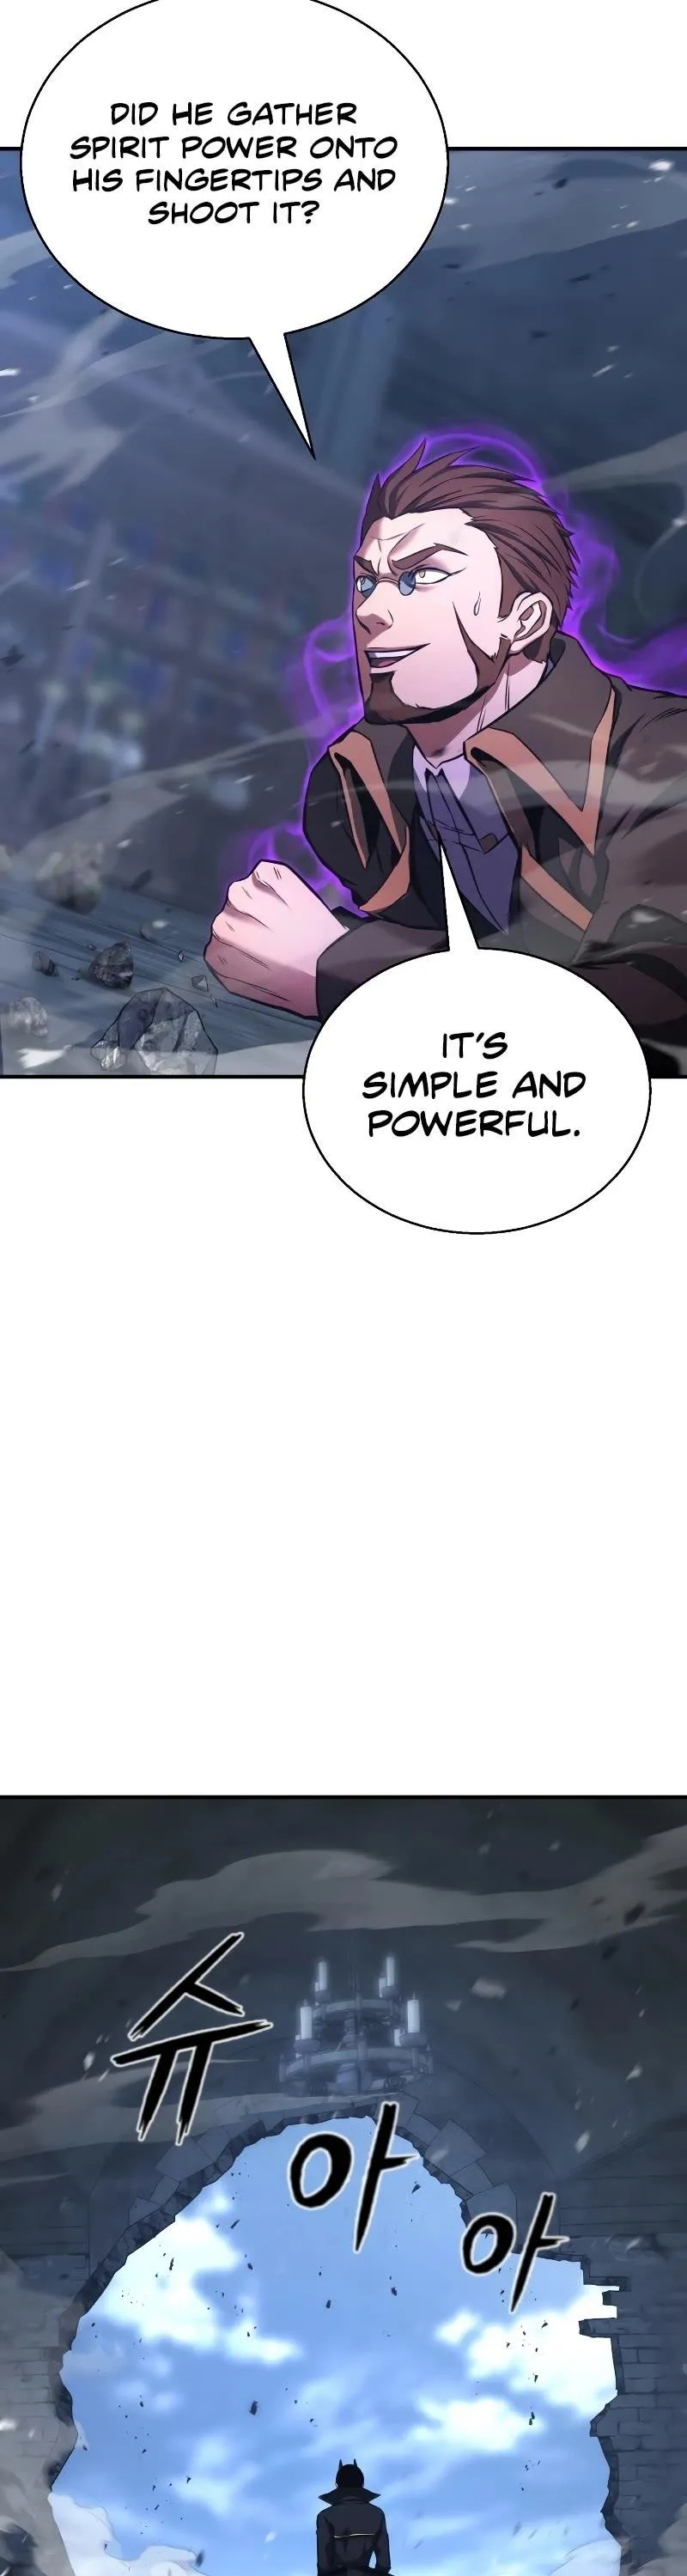 DID HE GATHER
SPIRIT POWER ONTO
HIS FINGERTIPS AND
SHOOT IT?
IT'S
SIMPLE AND
POWERFUL.
슈
아
아